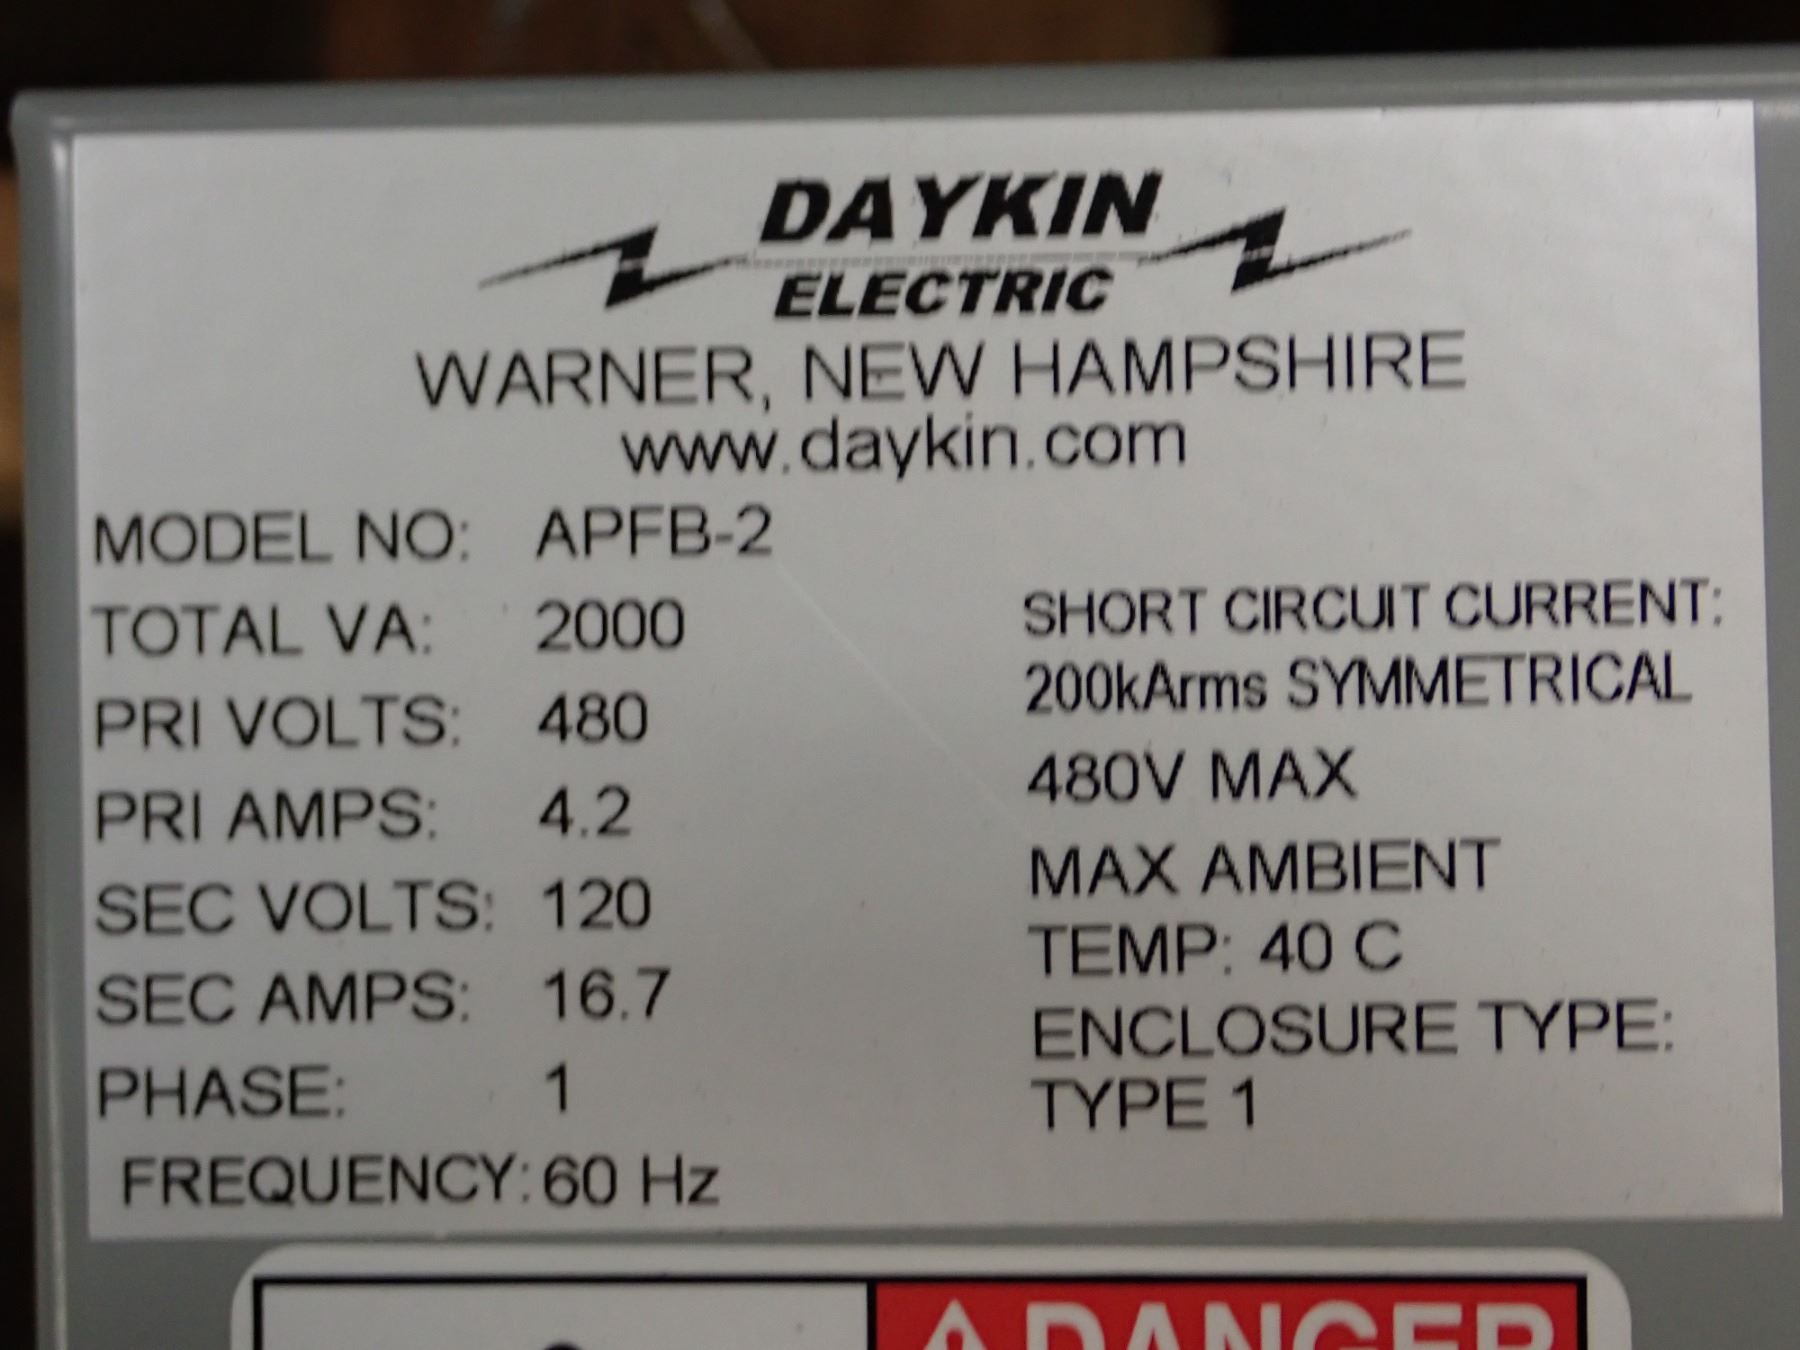 DAYKIN
ELECTRIC
WARNER, NEW HAMPSHIRE
www.daykin.com
MODEL NO: APFB-2
TOTAL VA: 2000
PRI VOLTS: 480
PRI AMPS: 4.2
SEC VOLTS: 120
SEC AMPS: 16.7
PHASE: 1
FREQUENCY: 60 Hz
SHORT CIRCUIT CURRENT:
200kArms SYMMETRICAL
480V MAX
MAX AMBIENT
TEMP: 40 C
ENCLOSURE TYPE:
TYPE 1
DANGER